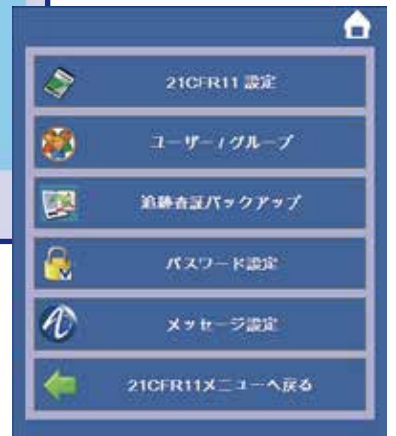 21CFR11 設定
ユーザー / グループ
追跡査証バックアップ
パスワード設定
メッセージ設定
21CFR11メニューへ戻る